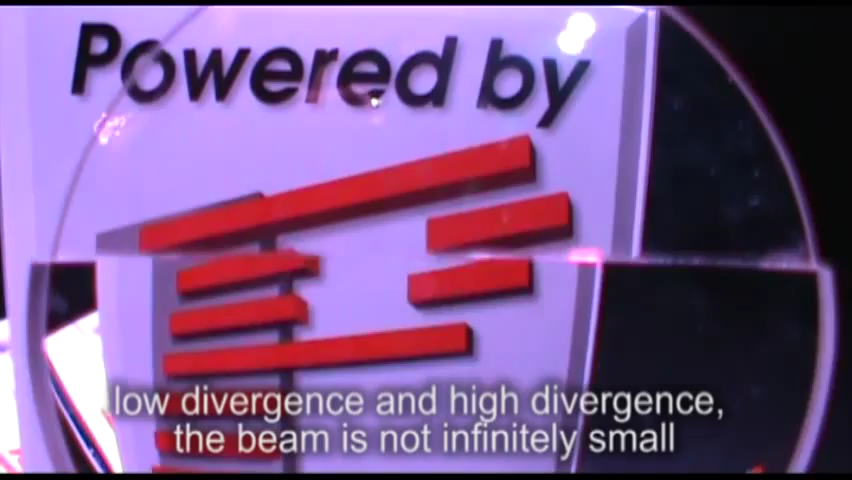 Powered by
low divergence and high divergence,
the beam is not infinitely small